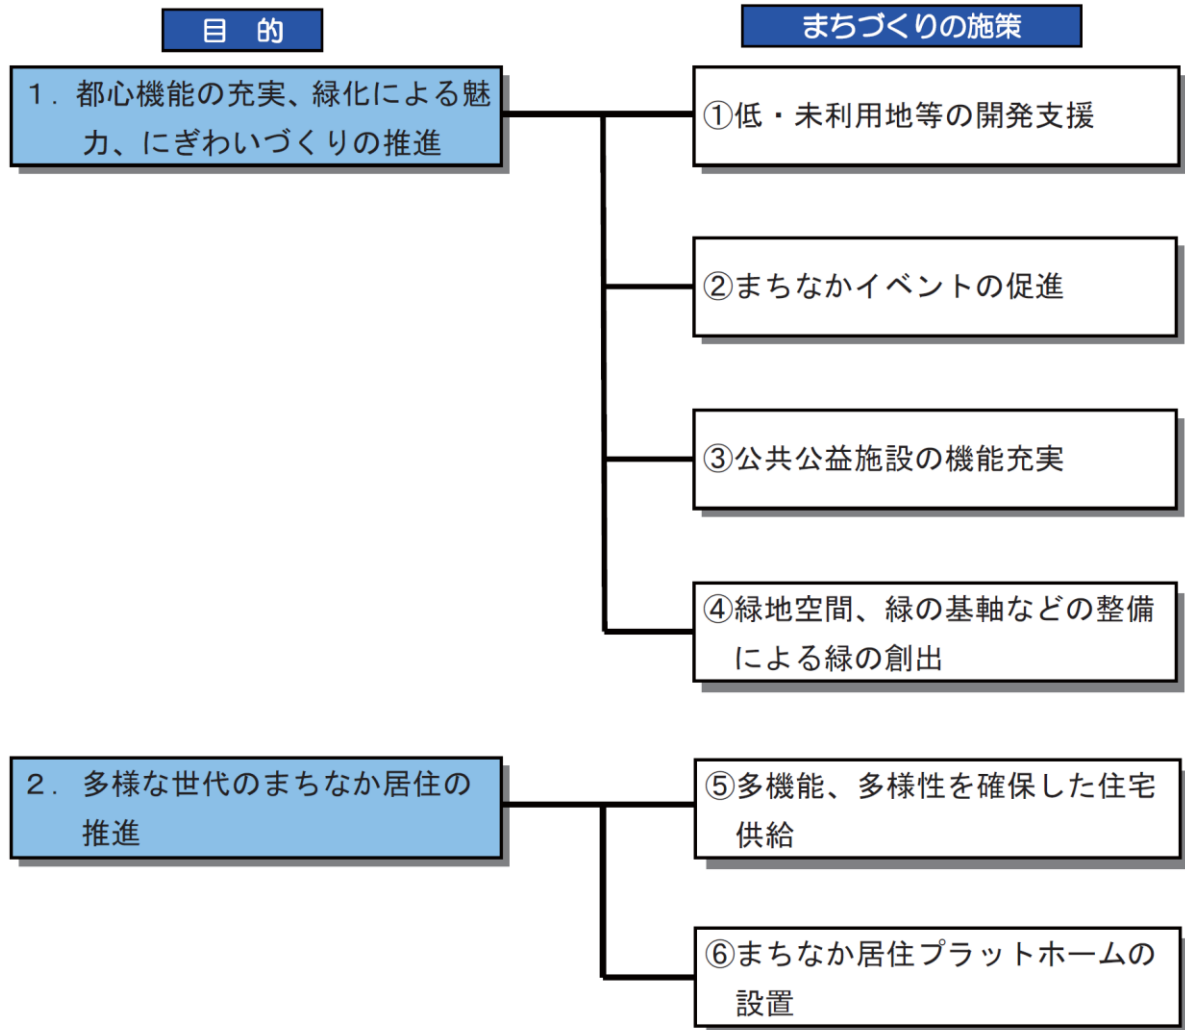 目 的
まちづくりの施策
１．都心機能の充実、緑化による魅
力、にぎわいづくりの推進
①低・未利用地等の開発支援
②まちなかイベントの促進
③公共公益施設の機能充実
④緑地空間、緑の基軸などの整備
による緑の創出
２．多様な世代のまちなか居住の
推進
⑤多機能、多様性を確保した住宅
供給
⑥まちなか居住プラットホームの
設置